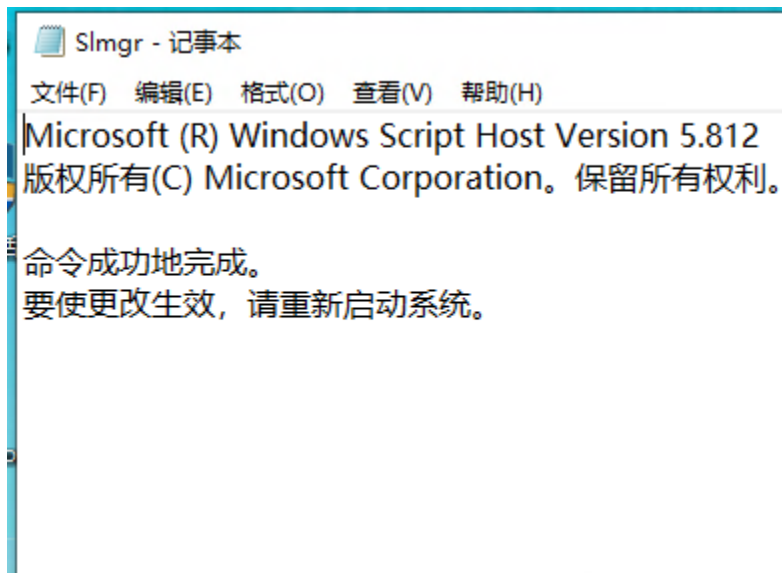 Slmgr - 记事本
文件(F) 编辑(E) 格式(O) 查看(V) 帮助(H)
Microsoft (R) Windows Script Host Version 5.812
版权所有(C) Microsoft Corporation。保留所有权利。
命令成功地完成。
要使更改生效，请重新启动系统。